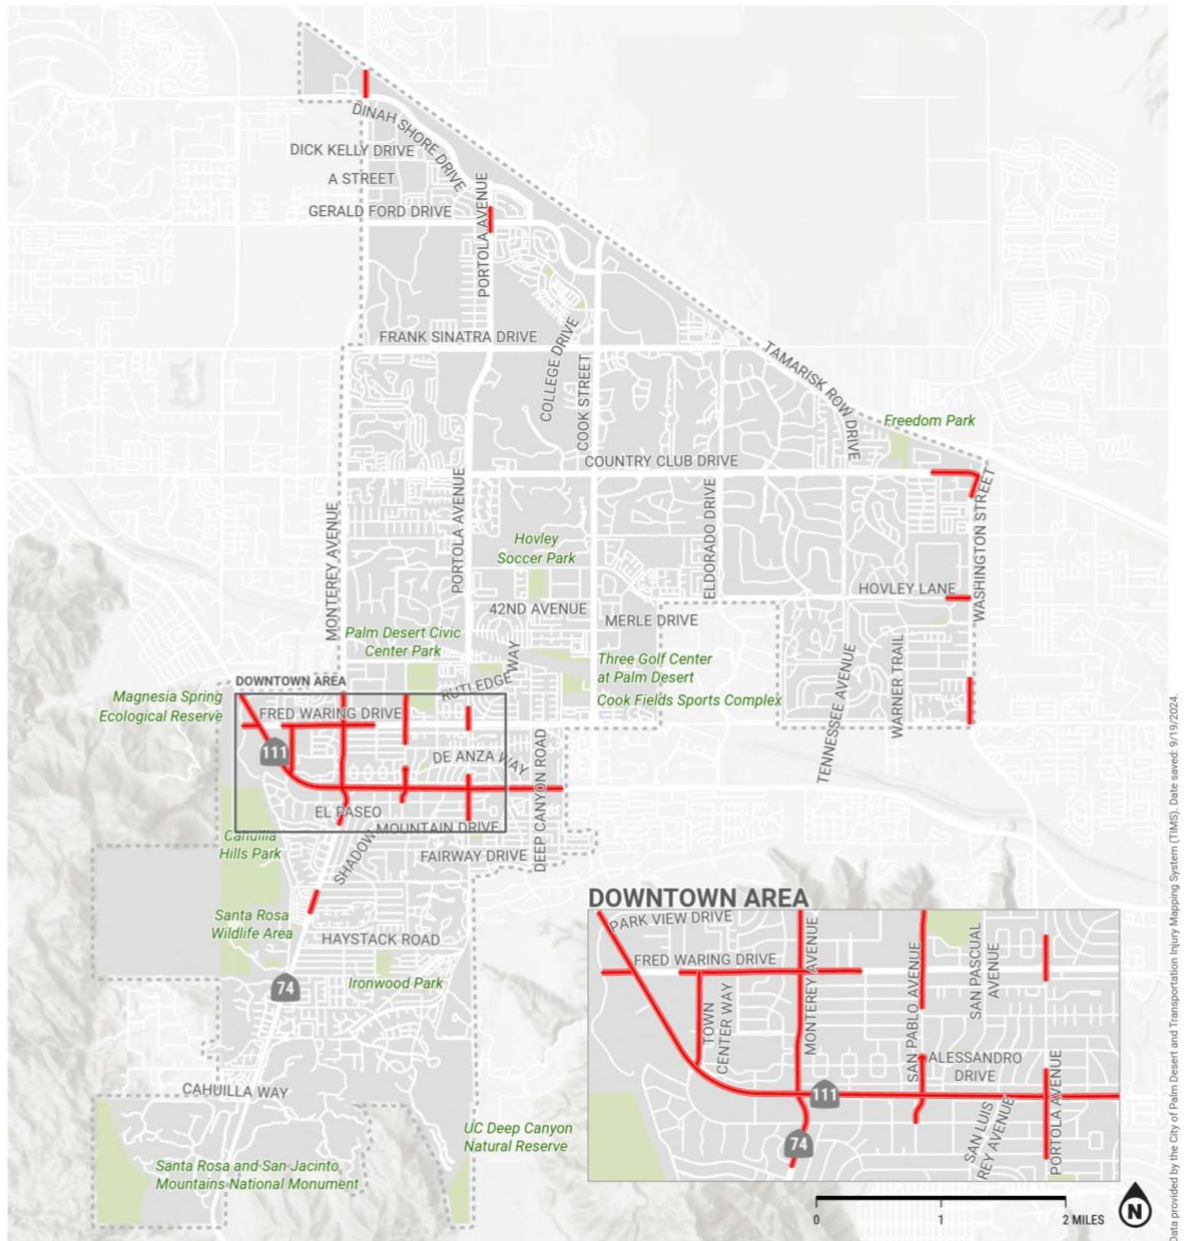 DINAH SHORE DRIVE
DICK KELLY DRIVE
A STREET
PORTOLA AVENUE
GERALD FORD DRIVE
FRANK SINATRA DRIVE
COLLEGE DRIVE
COOK STREET
TAMARISK ROW DRIVE
Freedom Park
COUNTRY CLUB DRIVE
MONTEREY AVENUE
PORTOLA AVENUE
ELDORADO DRIVE
WASHINGTON STREET
Hovley
Soccer Park
HOVLEY LANE
42ND AVENUE
MERLE DRIVE
Palm Desert Civic
Center Park
RUTLEDGE WAY
Three Golf Center
at Palm Desert
TENNESSEE AVENUE
WARNER TRAIL
DOWNTOWN AREA
Magnesia Spring
Ecological Reserve
Cook Fields Sports Complex
FRED WARING DRIVE
111
DE ANZA WAY
DEEP CANYON ROAD
EL PASEO
MOUNTAIN DRIVE
SHADOW
Cahuilla
Hills Park
FAIRWAY DRIVE
Santa Rosa
Wildlife Area
HAYSTACK ROAD
74
Ironwood Park
CAHUILLA WAY
UC Deep Canyon
Natural Reserve
Santa Rosa and San Jacinto
Mountains National Monument
DOWNTOWN AREA
PARK VIEW DRIVE
FRED WARING DRIVE
TOWN
CENTER WAY
MONTEREY AVENUE
SAN PABLO AVENUE
SAN PASCUAL
AVENUE
ALESSANDRO
DRIVE
111
74
SAN LUIS
REY AVENUE
PORTOLA AVENUE
0 1 2 MILES
N
Data provided by the City of Palm Desert and Transportation Injury Mapping System (TIMS). Date saved: 9/19/2024.